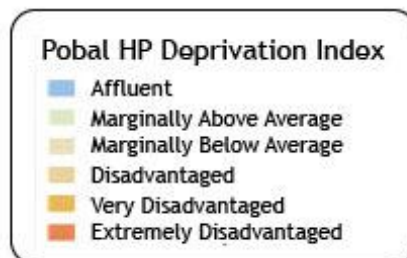 Pobal HP Deprivation Index
Affluent
Marginally Above Average
Marginally Below Average
Disadvantaged
Very Disadvantaged
Extremely Disadvantaged